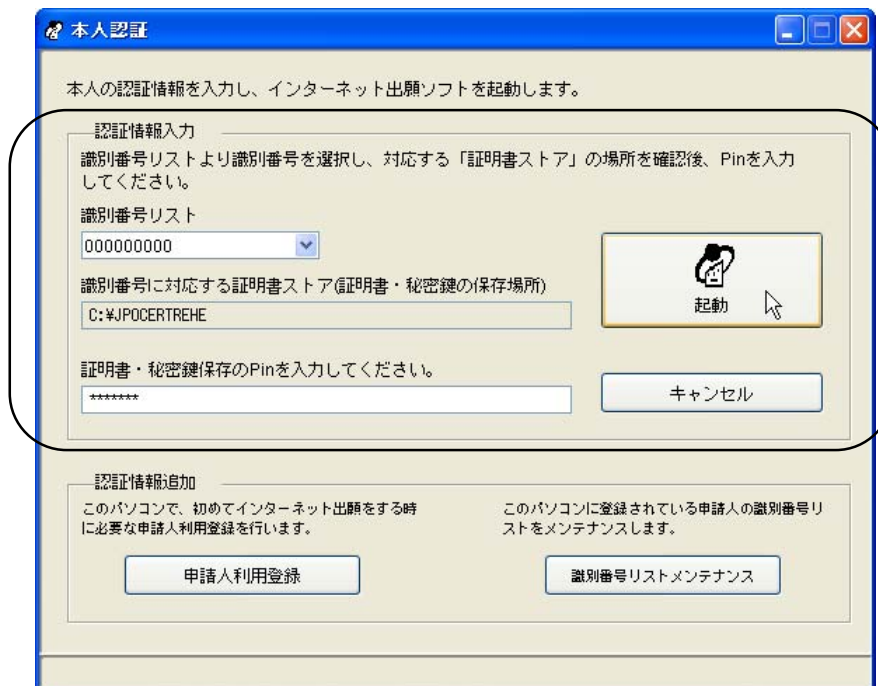 本人認証
本人の認証情報を入力し、インターネット出願ソフトを起動します。
認証情報入力
識別番号リストより識別番号を選択し、対応する「証明書ストア」の場所を確認後、Pinを入力
してください。
識別番号リスト
000000000
識別番号に対応する証明書ストア(証明書・秘密鍵の保存場所)
C:¥JPOCERTREHE
起動
証明書・秘密鍵保存のPinを入力してください。
*******
キャンセル
認証情報追加
このパソコンで、初めてインターネット出願をする時
に必要な申請人利用登録を行います。
申請人利用登録
このパソコンに登録されている申請人の識別番号リ
ストをメンテナンスします。
識別番号リストメンテナンス